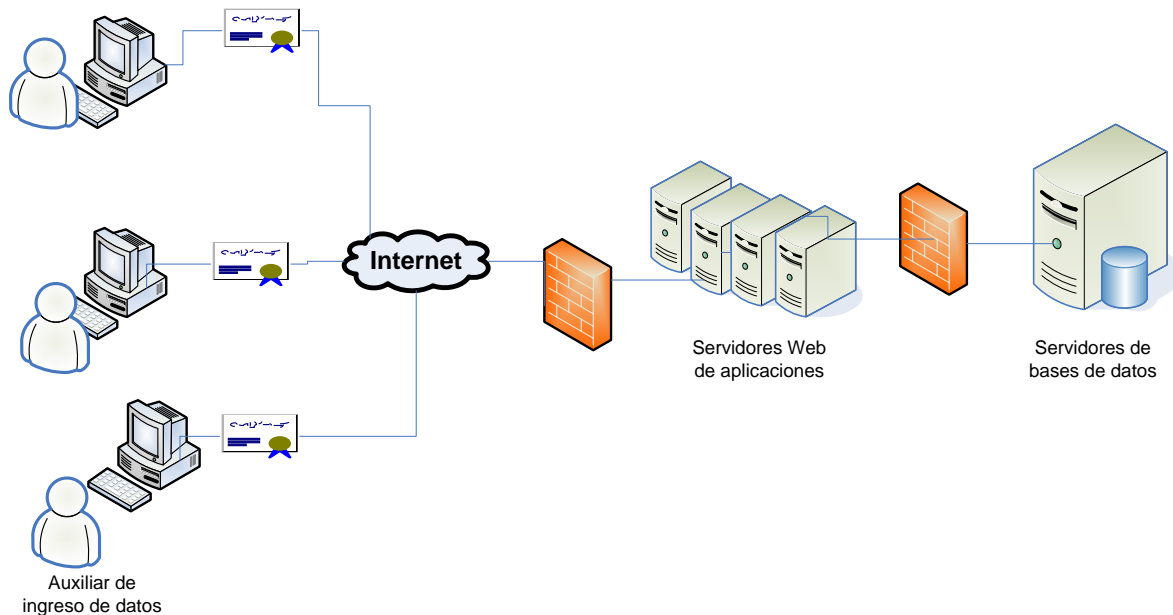 Internet
Servidores Web
de aplicaciones
Servidores de
bases de datos
Auxiliar de
ingreso de datos